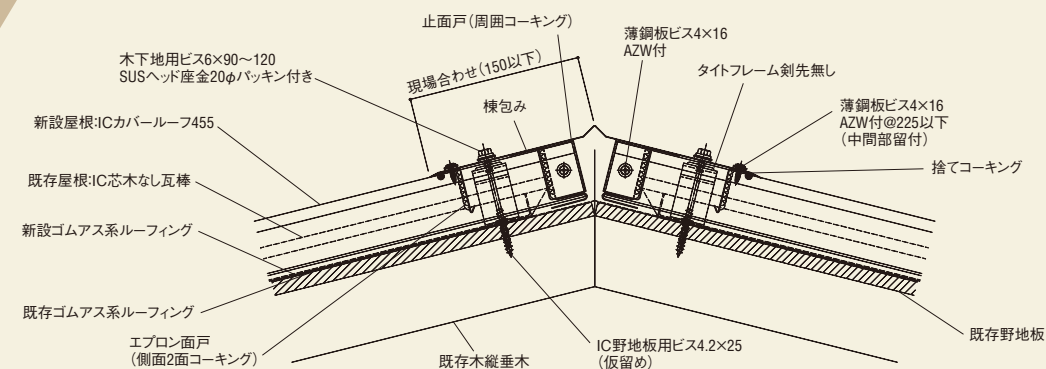 止面戸(周囲コーキング)
薄鋼板ビス4×16
AZW付
木下地用ビス6×90〜120
SUSヘッド座金20φパッキン付き
現場合わせ(150以下)
タイトフレーム剣先無し
棟包み
薄鋼板ビス4×16
AZW付@225以下
(中間部留付)
新設屋根:ICカバールーフ455
捨てコーキング
既存屋根:IC芯木なし瓦棒
新設ゴムアス系ルーフィング
既存ゴムアス系ルーフィング
エプロン面戸
(側面2面コーキング)
既存木縦垂木
IC野地板用ビス4.2×25
(仮留め)
既存野地板